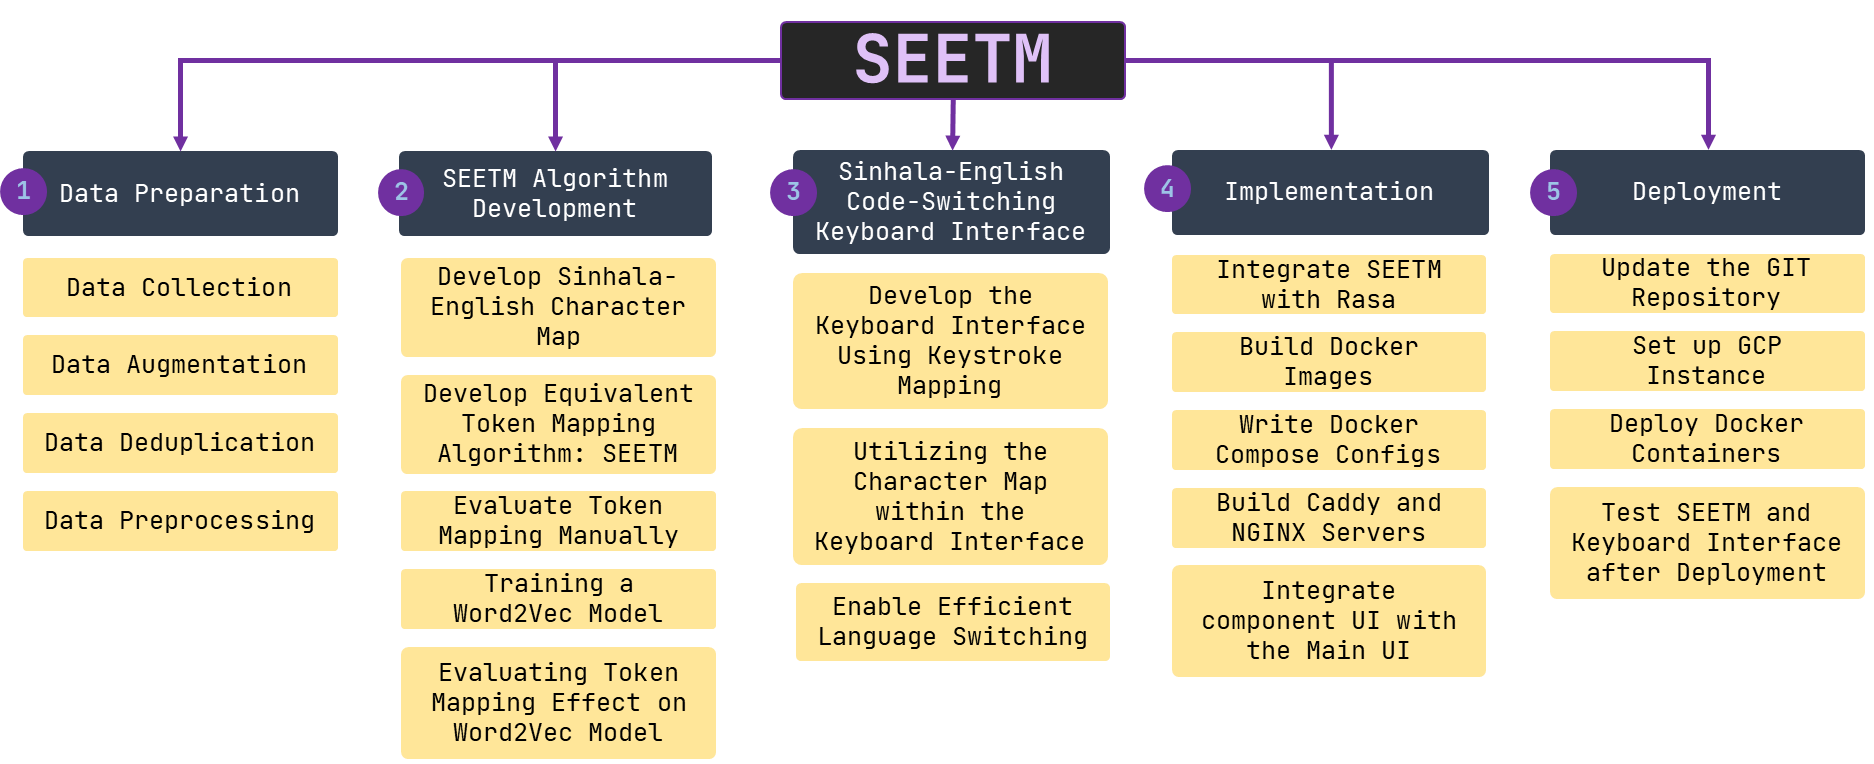 SEETM
1
Data Preparation
Data Collection
Data Augmentation
Data Deduplication
Data Preprocessing
2
SEETM Algorithm
Development
Develop Sinhala-
English Character
Map
Develop Equivalent
Token Mapping
Algorithm: SEETM
Evaluate Token
Mapping Manually
Training a
Word2Vec Model
Evaluating Token
Mapping Effect on
Word2Vec Model
3
Sinhala-English
Code-Switching
Keyboard Interface
Develop the
Keyboard Interface
Using Keystroke
Mapping
Utilizing the
Character Map
within the
Keyboard Interface
Enable Efficient
Language Switching
4
Implementation
Integrate SEETM
with Rasa
Build Docker
Images
Write Docker
Compose Configs
Build Caddy and
NGINX Servers
Integrate
component UI with
the Main UI
5
Deployment
Update the GIT
Repository
Set up GCP
Instance
Deploy Docker
Containers
Test SEETM and
Keyboard Interface
after Deployment